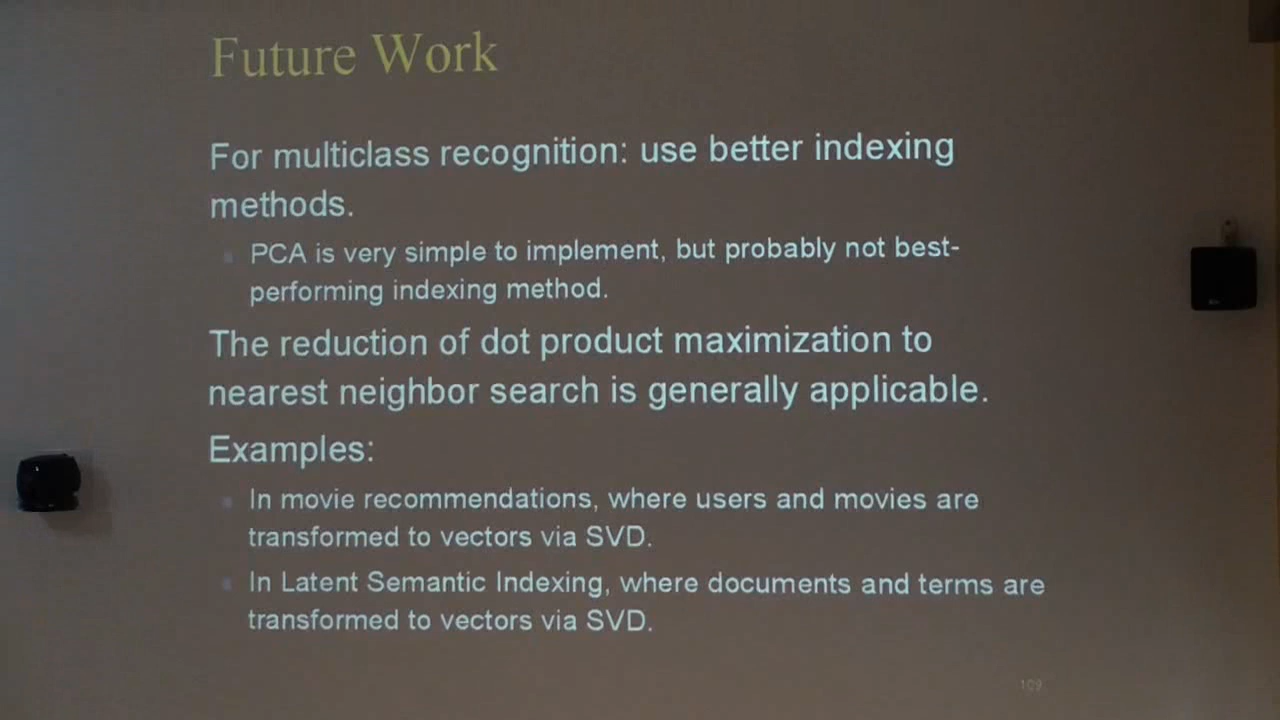 Future Work
For multiclass recognition: use better indexing
methods.
PCA is very simple to implement, but probably not best-
performing indexing method.
The reduction of dot product maximization to
nearest neighbor search is generally applicable.
Examples:
In movie recommendations, where users and movies are
transformed to vectors via SVD.
In Latent Semantic Indexing, where documents and terms are
transformed to vectors via SVD.
109